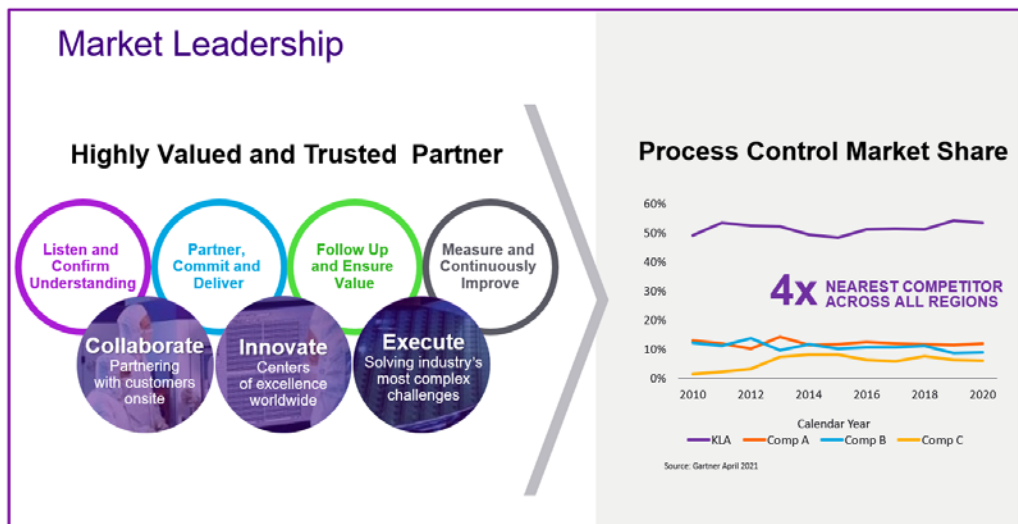 Market Leadership
Highly Valued and Trusted Partner
Listen and
Confirm
Understanding
Partner,
Commit and
Deliver
Follow Up
and Ensure
Value
Measure and
Continuously
Improve
Collaborate
Partnering
with customers
onsite
Innovate
Centers
of excellence
worldwide
Execute
Solving industry's
most complex
challenges
Process Control Market Share
60%
50%
40%
30%
20%
10%
0%
4x NEAREST COMPETITOR
ACROSS ALL REGIONS
2010 2012 2014 2016 2018 2020
Calendar Year
KLA Comp A Comp B Comp C
Source: Gartner April 2021